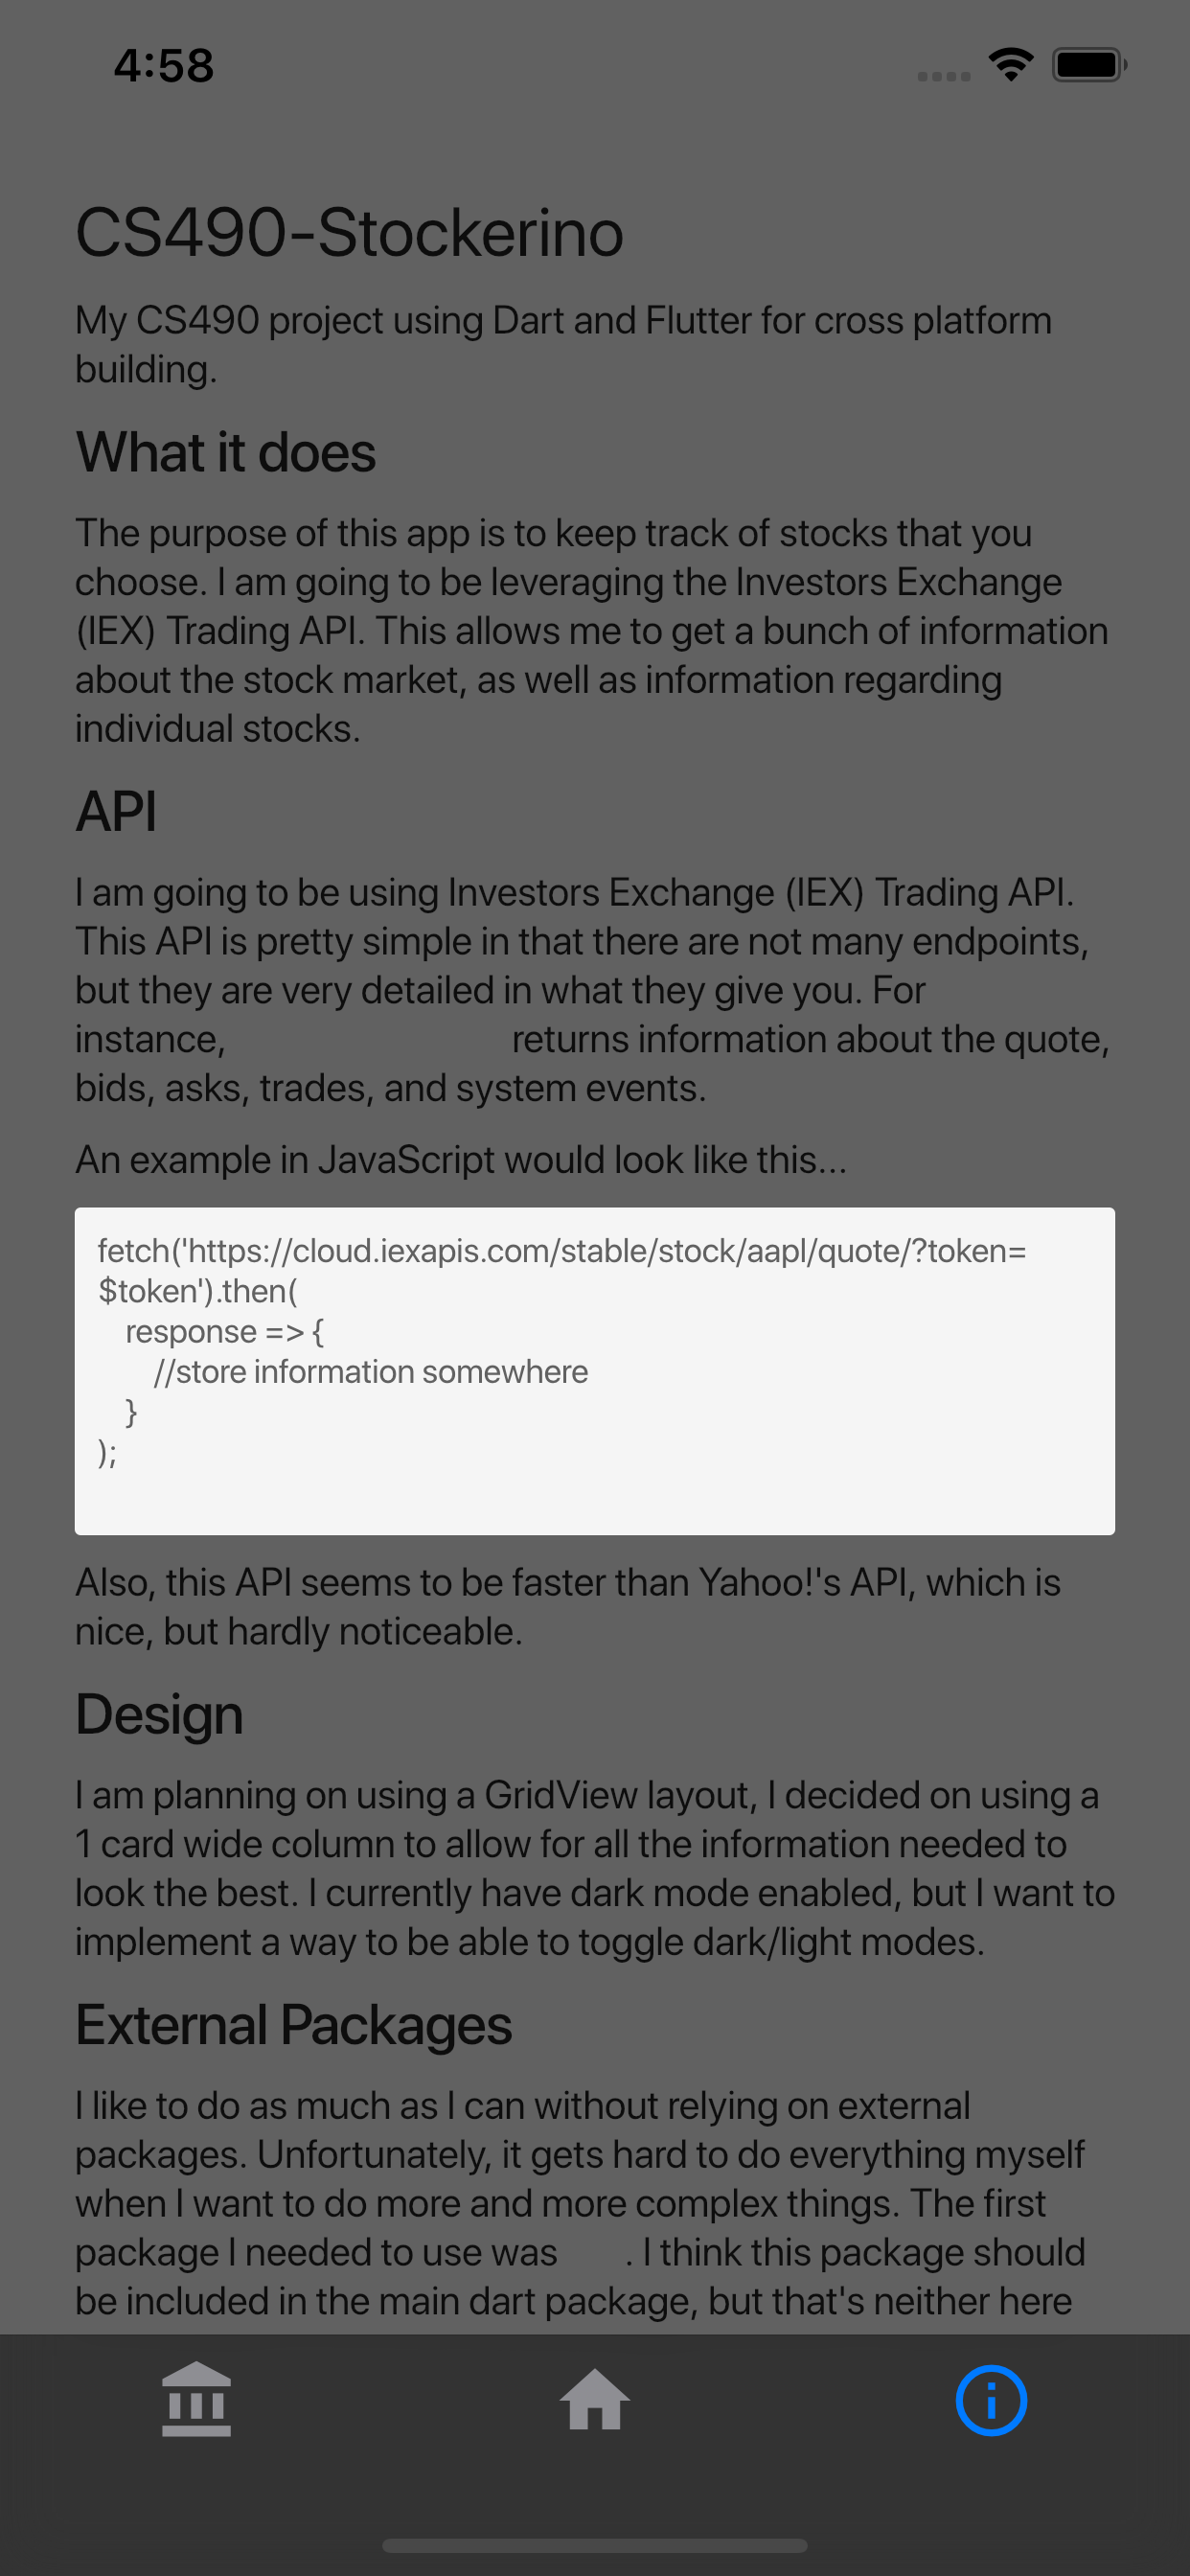 4:58
CS490-Stockerino
My CS490 project using Dart and Flutter for cross platform
building.
What it does
The purpose of this app is to keep track of stocks that you
choose. I am going to be leveraging the Investors Exchange
(IEX) Trading API. This allows me to get a bunch of information
about the stock market, as well as information regarding
individual stocks.
API
I am going to be using Investors Exchange (IEX) Trading API.
This API is pretty simple in that there are not many endpoints,
but they are very detailed in what they give you. For
instance, returns information about the quote,
bids, asks, trades, and system events.
An example in JavaScript would look like this...
fetch('https://cloud.iexapis.com/stable/stock/aapl/quote/?token=
$token').then(
    response => {
        //store information somewhere
    }
);
Also, this API seems to be faster than Yahoo!'s API, which is
nice, but hardly noticeable.
Design
I am planning on using a GridView layout, I decided on using a
1 card wide column to allow for all the information needed to
look the best. I currently have dark mode enabled, but I want to
implement a way to be able to toggle dark/light modes.
External Packages
I like to do as much as I can without relying on external
packages. Unfortunately, it gets hard to do everything myself
when I want to do more and more complex things. The first
package I needed to use was . I think this package should
be included in the main dart package, but that's neither here